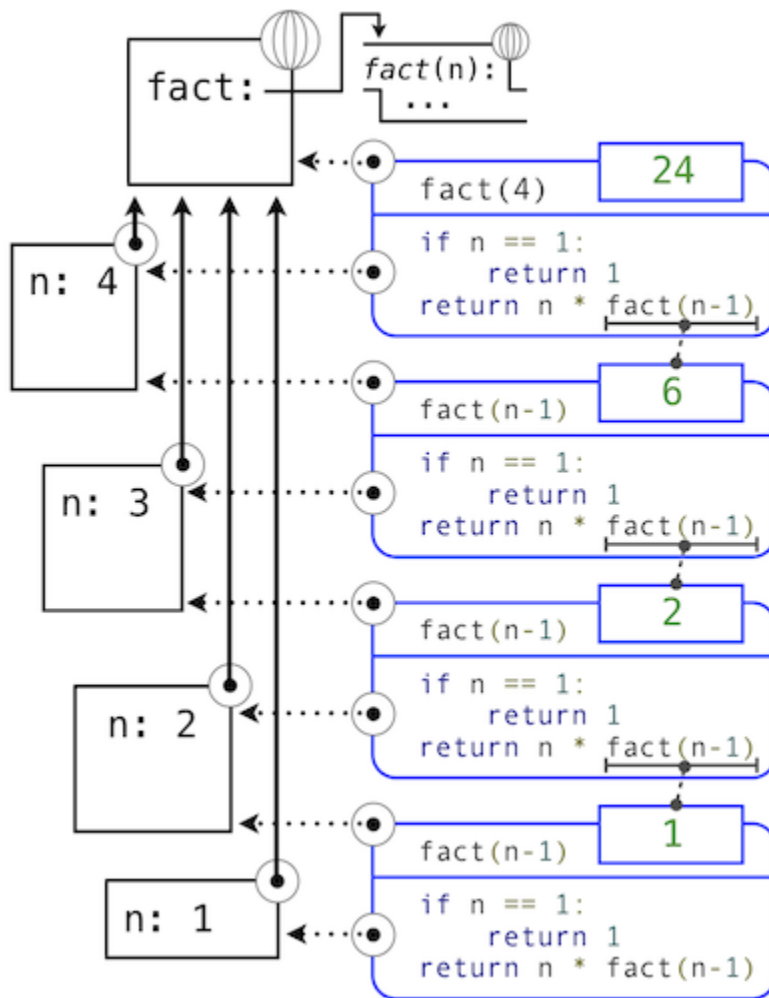 fact:
fact(n):
...
24
fact(4)
n: 4
if n == 1:
return 1
return n * fact(n-1)
6
fact(n-1)
n: 3
if n == 1:
return 1
return n * fact(n-1)
2
fact(n-1)
n: 2
if n == 1:
return 1
return n * fact(n-1)
1
fact(n-1)
n: 1
if n == 1:
return 1
return n * fact(n-1)